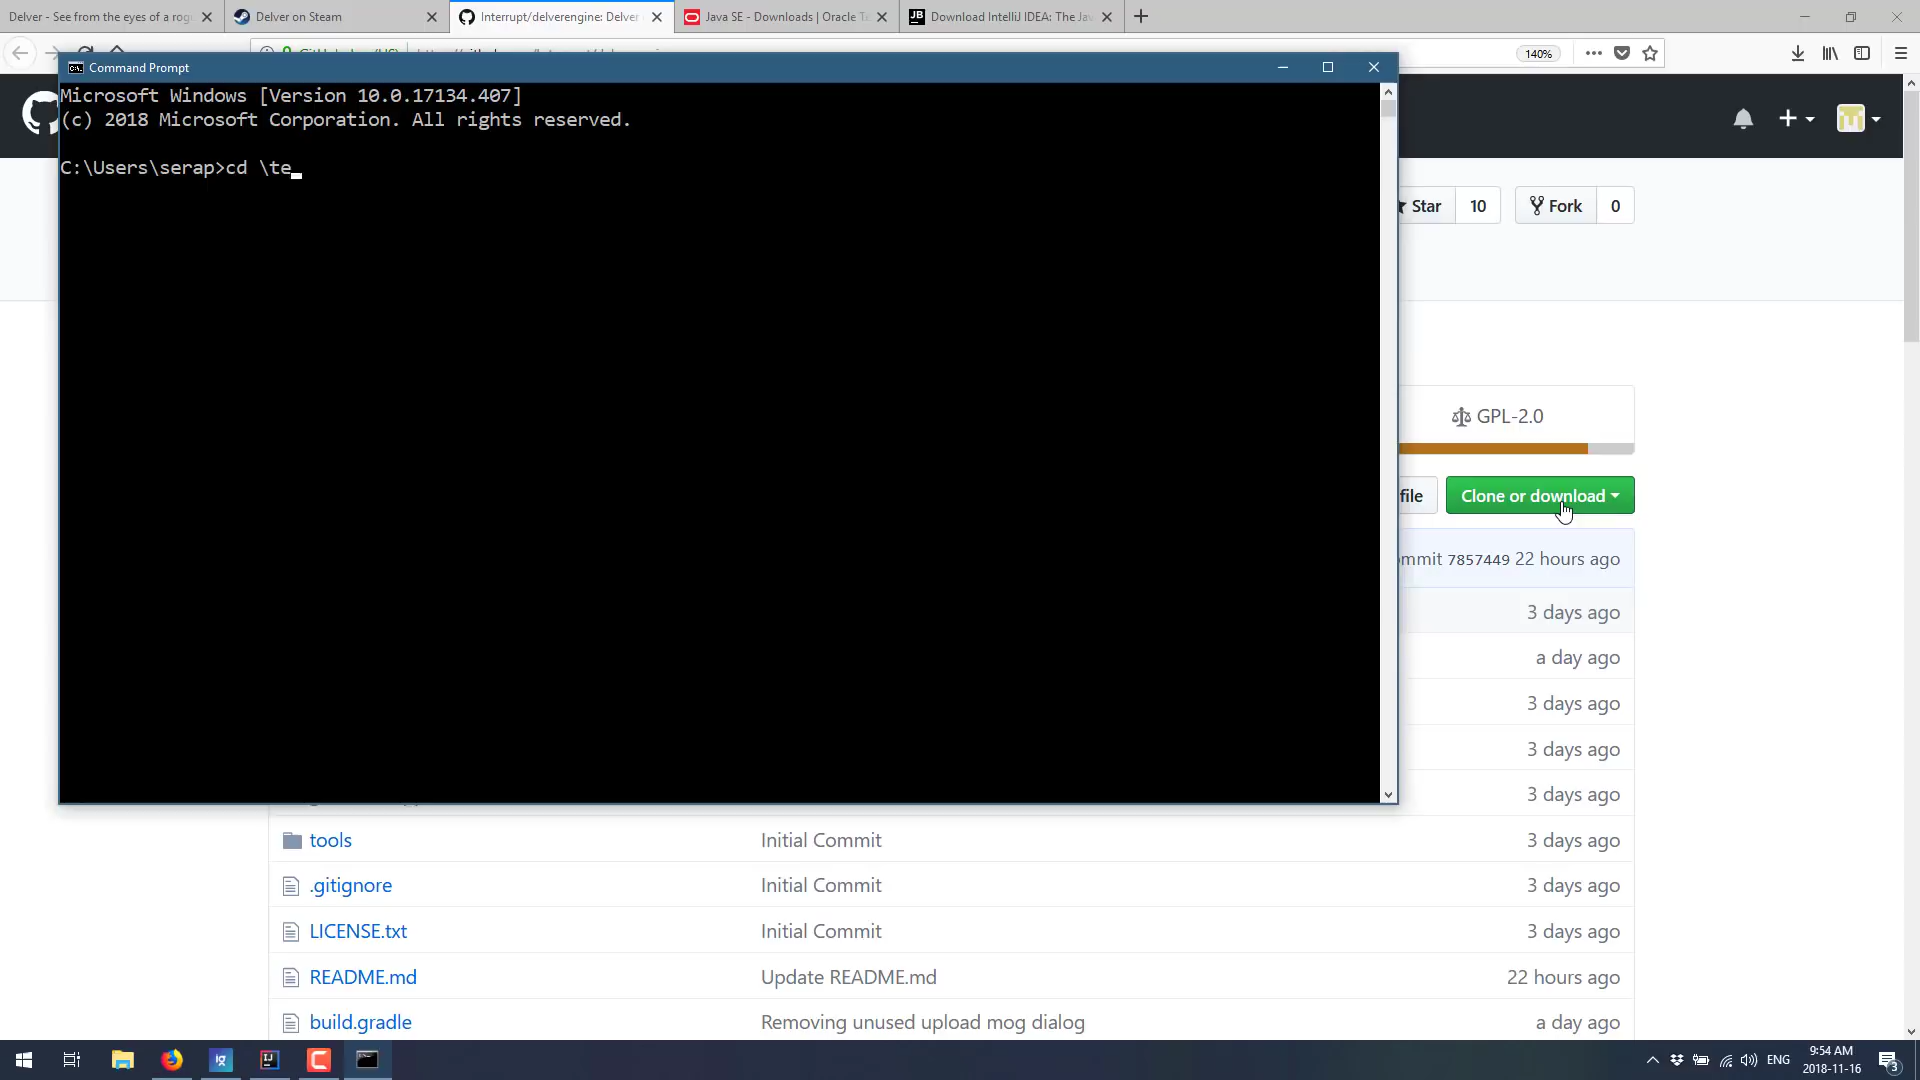 Delver - See from the eyes of a rog
Delver on Steam
Interrupt/delverengine: Delver
Java SE - Downloads | Oracle Te
Download IntelliJ IDEA: The Jav
140%
Command Prompt
Microsoft Windows [Version 10.0.17134.407]
(c) 2018 Microsoft Corporation. All rights reserved.
C:\Users\serap>cd \te
Star 10
Fork 0
GPL-2.0
file
Clone or download
mmit 7857449 22 hours ago
3 days ago
a day ago
3 days ago
3 days ago
3 days ago
tools Initial Commit 3 days ago
.gitignore Initial Commit 3 days ago
LICENSE.txt Initial Commit 3 days ago
README.md Update README.md 22 hours ago
build.gradle Removing unused upload mog dialog a day ago
ENG
9:54 AM
2018-11-16
3